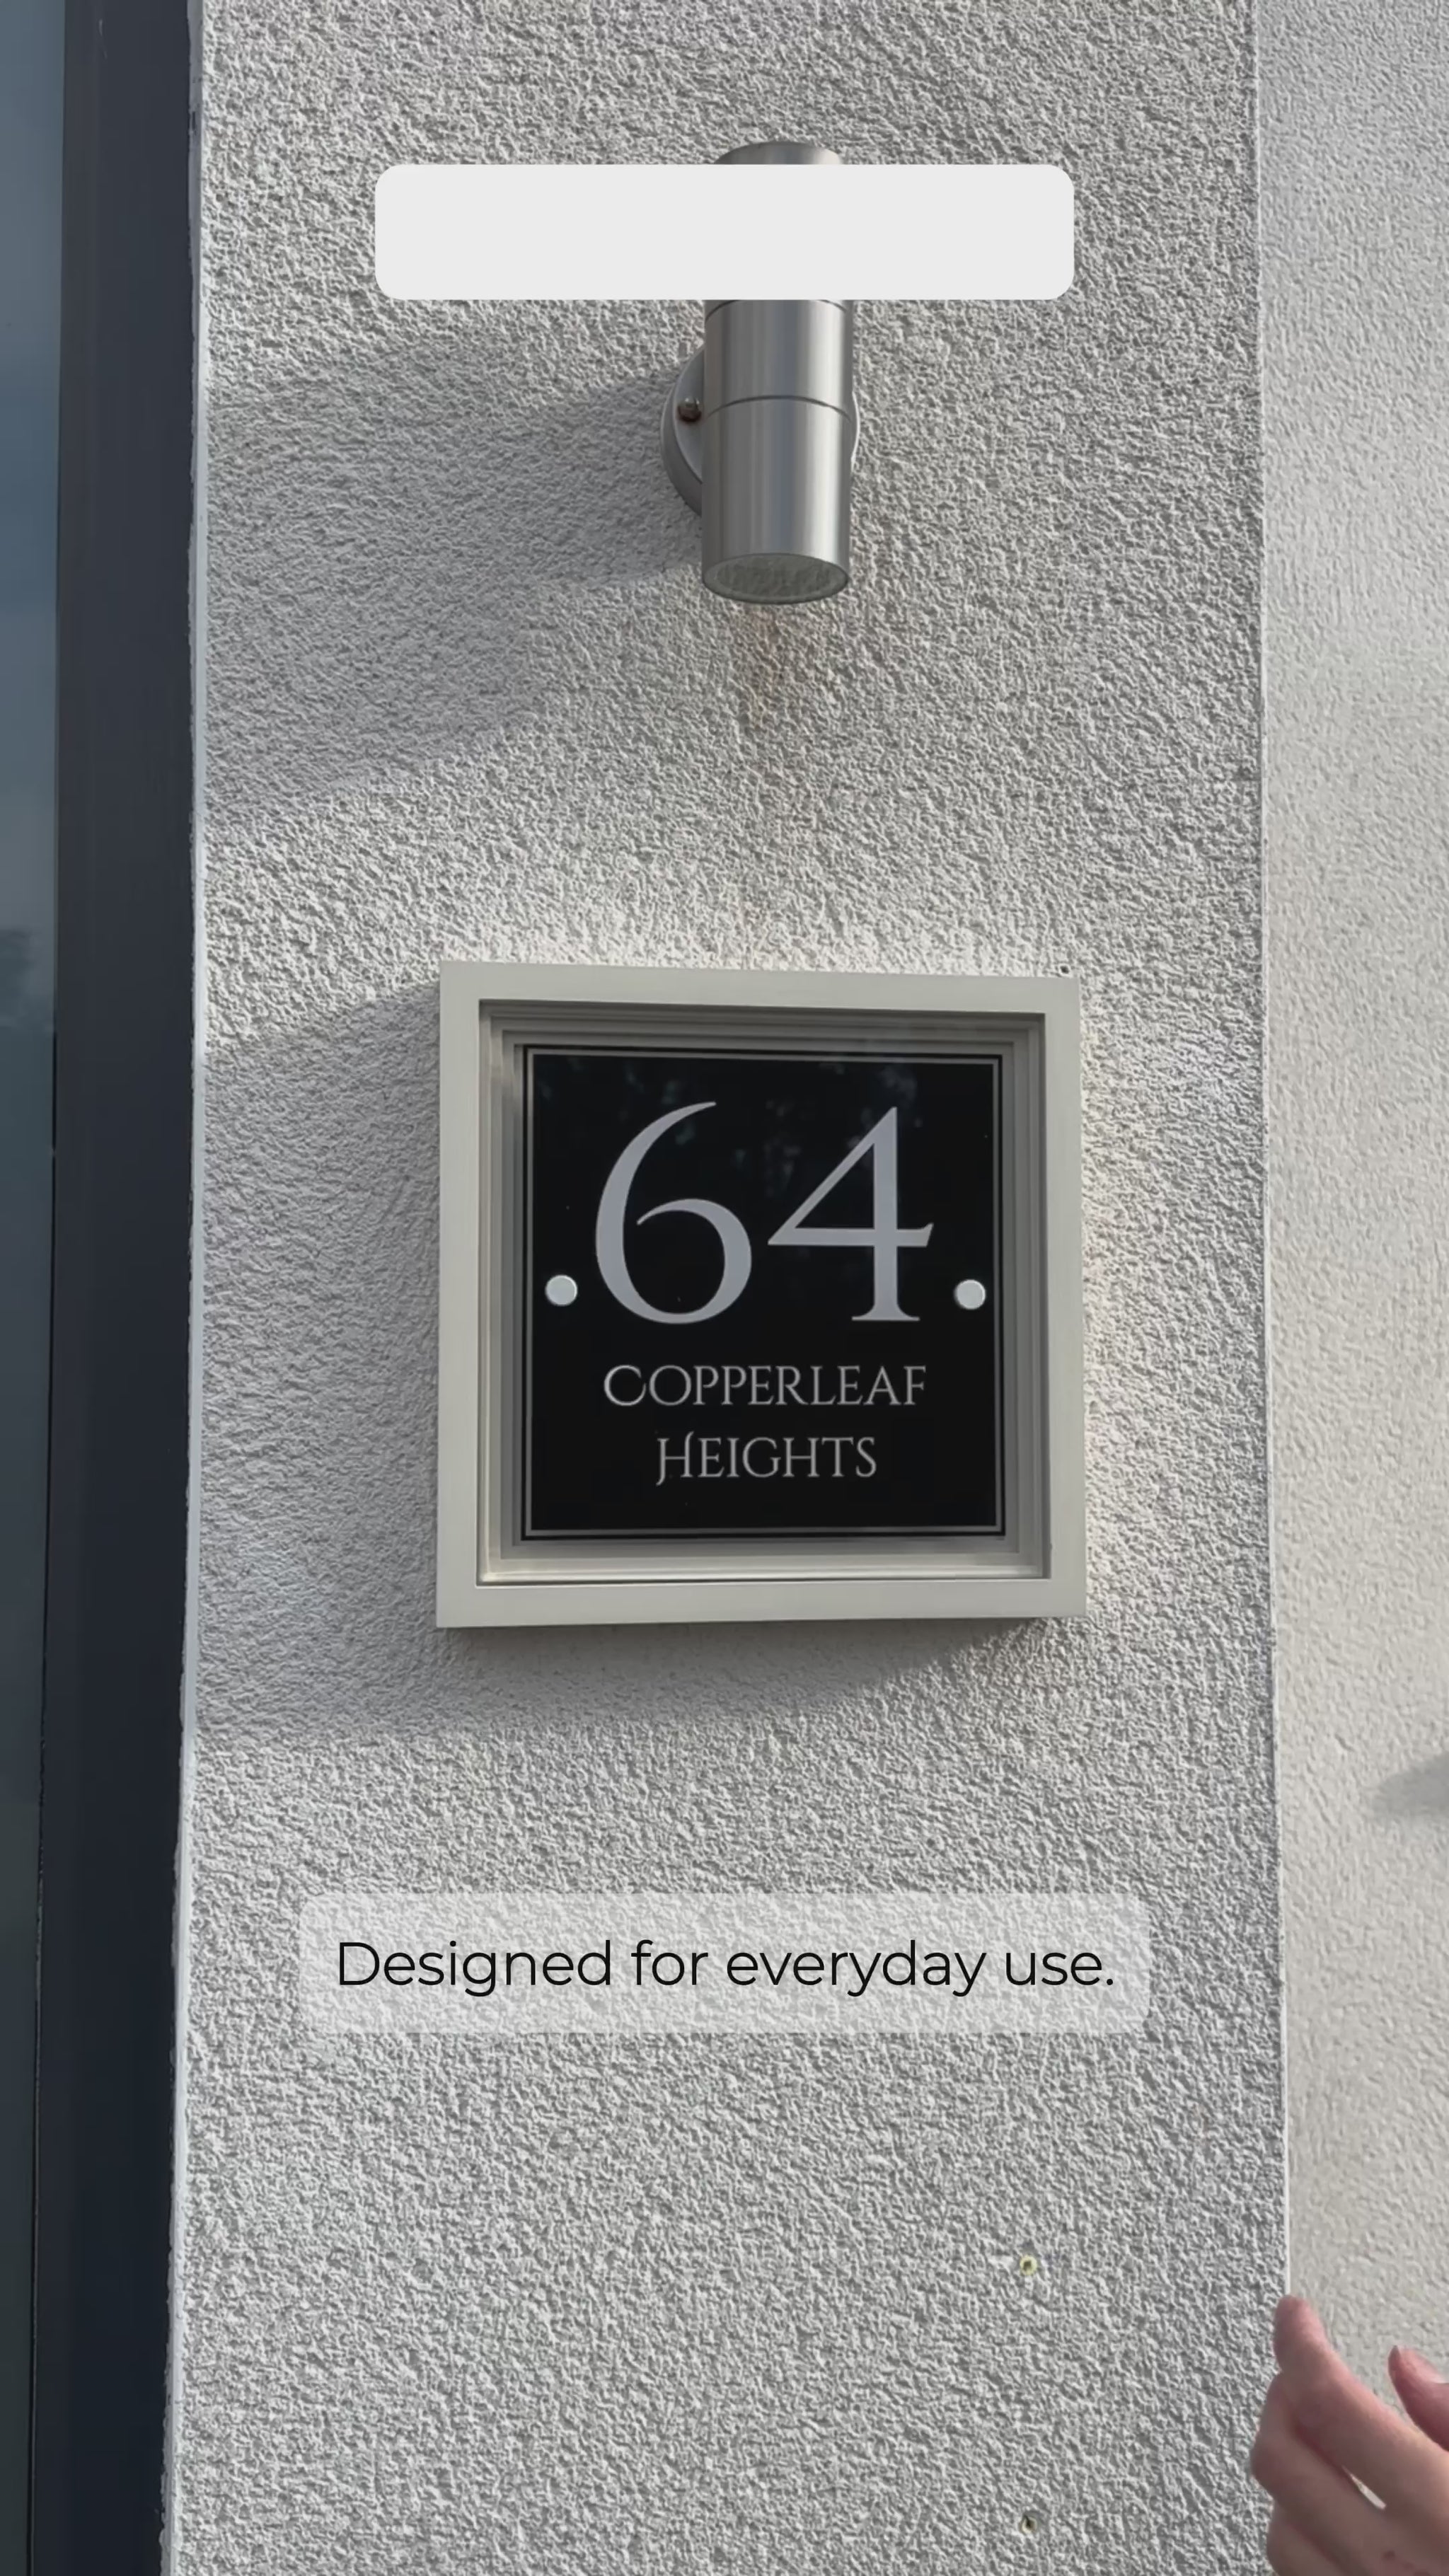 64
Copperleaf
Heights
Designed for everyday use.